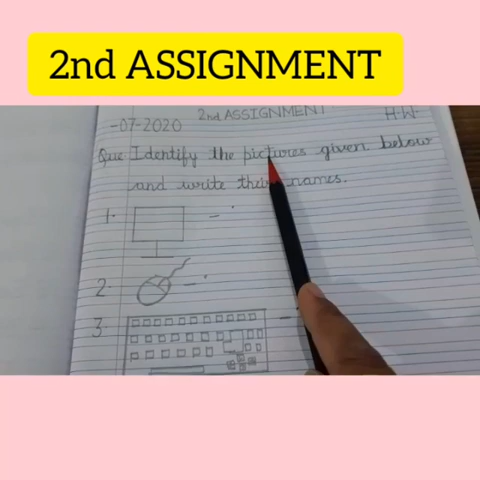 2nd ASSIGNMENT
2nd ASSIGNMENT
H.W.
-07-2020
Que Identify the pictures given below
and write their names.
1.
2
3